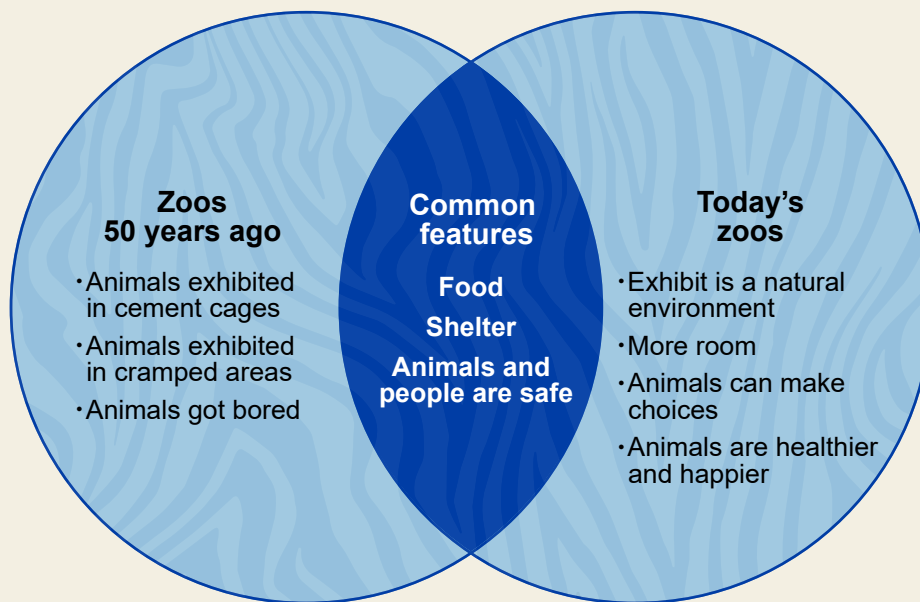 Zoos
50 years ago
·Animals exhibited
in cement cages
·Animals exhibited
in cramped areas
·Animals got bored
Common
features
Food
Shelter
Animals and
people are safe
Today’s
zoos
·Exhibit is a natural
environment
·More room
·Animals can make
choices
·Animals are healthier
and happier